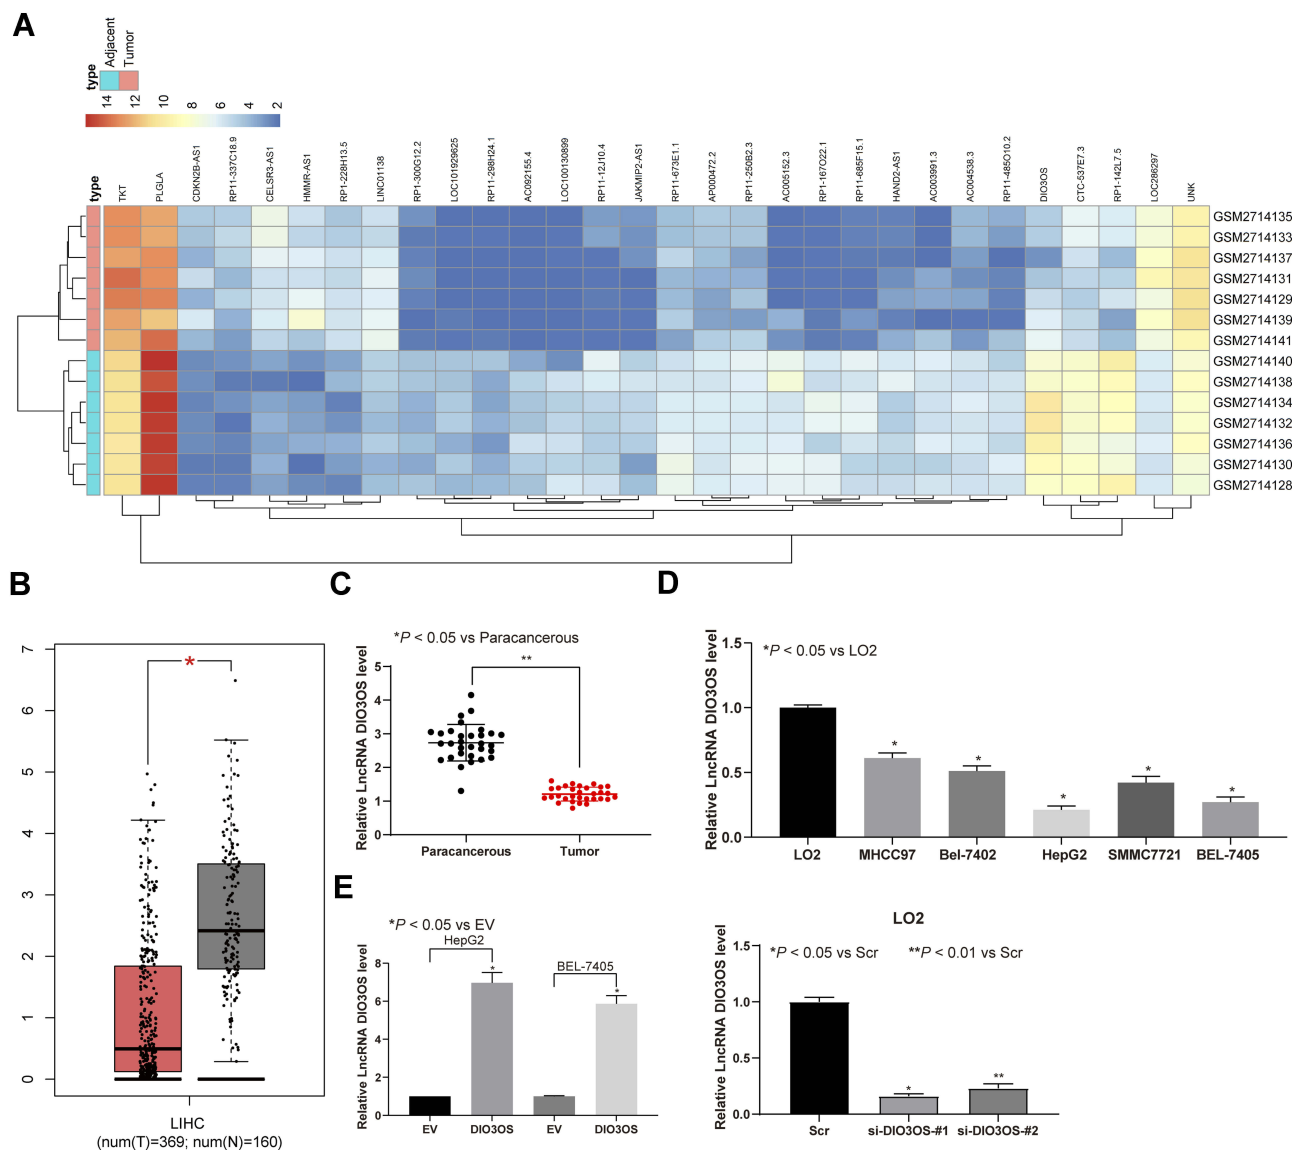 A
type
Adjacent
Tumor
14 12 10 8 6 4 2
type TKT PLGLA CDKN2B-AS1 RP11-337C18.9 CELSR3-AS1 HMMR-AS1 RP1-228H13.5 LINC01138 RP1-300G12.2 LOC101929625 RP11-298H24.1 AC092155.4 LOC100130899 RP11-12J10.4 JAKMIP2-AS1 RP11-673E1.1 AP000472.2 RP11-250B2.3 AC005152.3 RP1-167O22.1 RP11-685F15.1 HAND2-AS1 AC003991.3 AC004538.3 RP11-485O10.2 DIO3OS CTC-537E7.3 RP1-142L7.5 LOC286297 UNK
GSM2714135
GSM2714133
GSM2714137
GSM2714131
GSM2714129
GSM2714139
GSM2714141
GSM2714140
GSM2714138
GSM2714134
GSM2714132
GSM2714136
GSM2714130
GSM2714128
B
7
6
5
4
3
2
1
0
*
LIHC
(num(T)=369; num(N)=160)
C
*P < 0.05 vs Paracancerous
**
Relative LncRNA DIO3OS level
5
4
3
2
1
0
Paracancerous Tumor
D
*P < 0.05 vs LO2
Relative LncRNA DIO3OS level
1.5
1.0
0.5
0.0
* * * * *
LO2 MHCC97 Bel-7402 HepG2 SMMC7721 BEL-7405
E
*P < 0.05 vs EV
HepG2
BEL-7405
* *
Relative LncRNA DIO3OS level
8
6
4
2
0
EV DIO3OS EV DIO3OS
LO2
*P < 0.05 vs Scr **P < 0.01 vs Scr
Relative LncRNA DIO3OS level
1.5
1.0
0.5
0.0
* **
Scr si-DIO3OS-#1 si-DIO3OS-#2